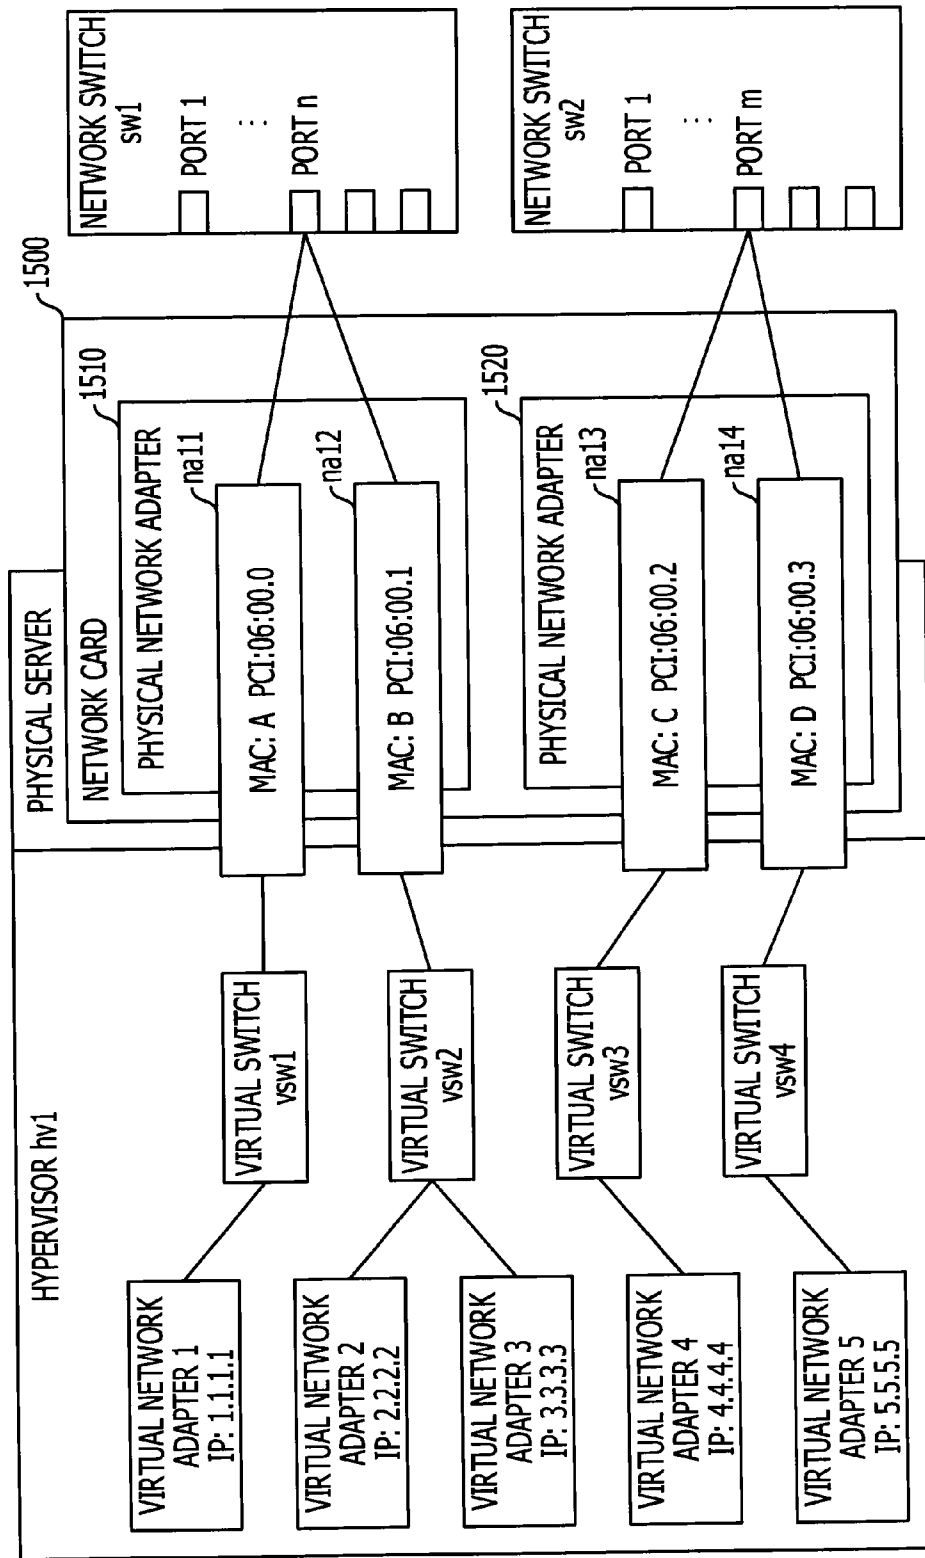 PHYSICAL SERVER
HYPERVISOR hv1
VIRTUAL NETWORK
ADAPTER 1
IP: 1.1.1.1
VIRTUAL NETWORK
ADAPTER 2
IP: 2.2.2.2
VIRTUAL NETWORK
ADAPTER 3
IP: 3.3.3.3
VIRTUAL NETWORK
ADAPTER 4
IP: 4.4.4.4
VIRTUAL NETWORK
ADAPTER 5
IP: 5.5.5.5
VIRTUAL SWITCH
vsw1
VIRTUAL SWITCH
vsw2
VIRTUAL SWITCH
vsw3
VIRTUAL SWITCH
vsw4
NETWORK CARD
1500
PHYSICAL NETWORK ADAPTER
1510
na11
MAC: A PCI:06:00.0
na12
MAC: B PCI:06:00.1
PHYSICAL NETWORK ADAPTER
1520
na13
MAC: C PCI:06:00.2
na14
MAC: D PCI:06:00.3
NETWORK SWITCH
sw1
PORT 1
⋮
PORT n
NETWORK SWITCH
sw2
PORT 1
⋮
PORT m